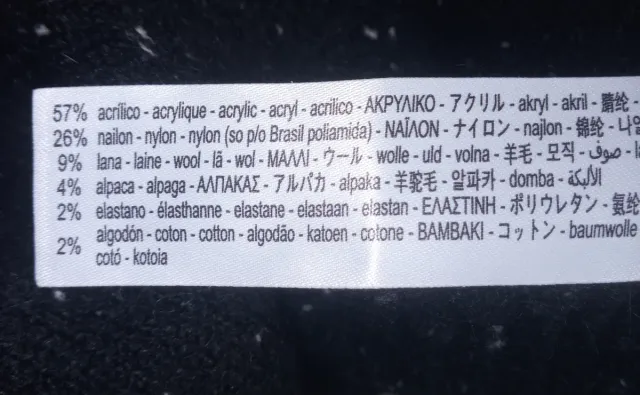 57% acrílico - acrylique - acrylic - acryl - acrilico - ΑΚΡΥΛΙΚΟ - アクリル - akryl - akril - 腈纶 -
26% nailon - nylon - nylon (so p/o Brasil poliamida) - ΝΑΪΛΟΝ - ナイロン - najlon - 锦纶 -
9% lana - laine - wool - lã - wol - ΜΑΛΛΙ - ウール - wolle - uld - volna - 羊毛 - 모직 - صوف -
4% alpaca - alpaga - ΑΛΠΑΚΑΣ - アルパカ - alpaka - 羊驼毛 - 알파카 - domba - الألبكة
2% elastano - élasthanne - elastane - elastaan - elastan - ΕΛΑΣΤΙΝΗ - ポリウレタン - 氨纶
2% algodón - coton - cotton - algodão - katoen - cotone - BAMBAKI - コットン - baumwolle
cotó - kotoia